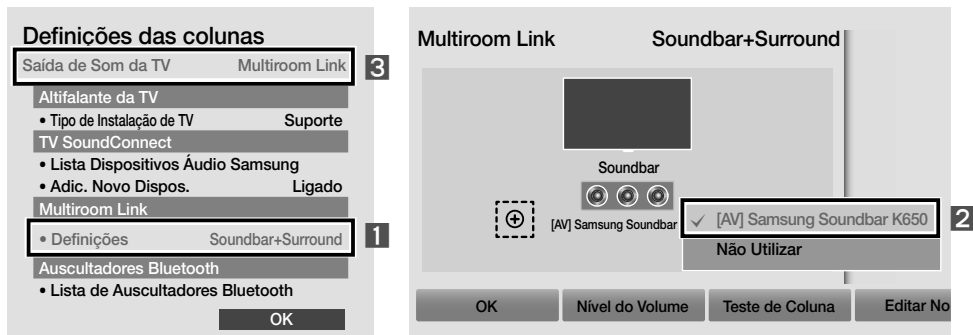 Definições das colunas
Saída de Som da TV Multiroom Link 3
Altifalante da TV
• Tipo de Instalação de TV Suporte
TV SoundConnect
• Lista Dispositivos Áudio Samsung
• Adic. Novo Dispos. Ligado
Multiroom Link
• Definições Soundbar+Surround 1
Auscultadores Bluetooth
• Lista de Auscultadores Bluetooth
OK
Multiroom Link Soundbar+Surround
Soundbar
[AV] Samsung Soundbar
[AV] Samsung Soundbar K650 2
Não Utilizar
OK Nível do Volume Teste de Coluna Editar No